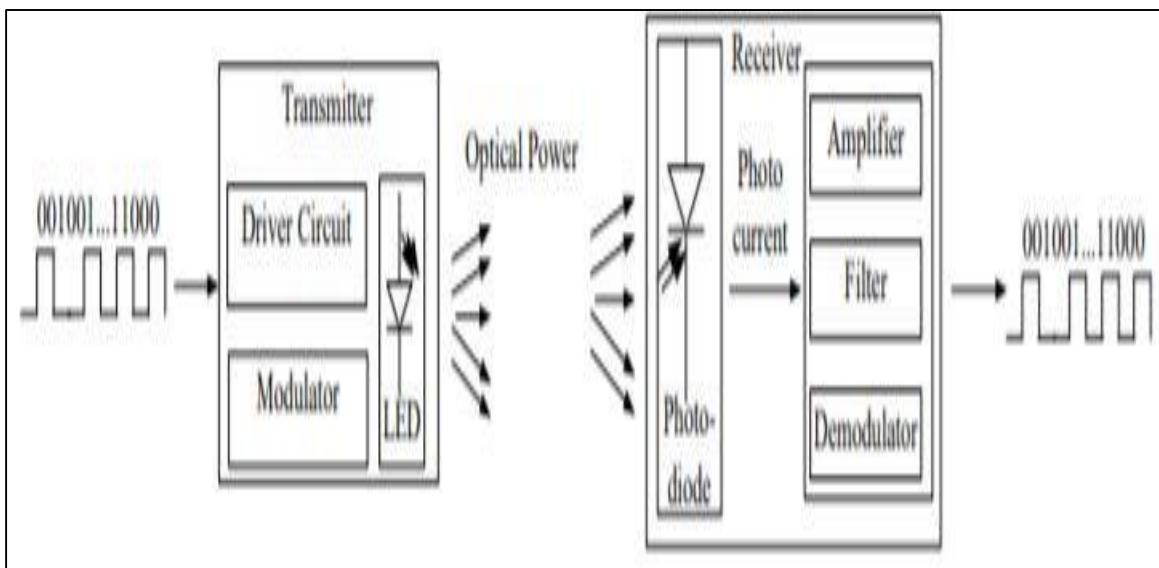 001001...11000
Transmitter
Driver Circuit
Modulator
LED
Optical Power
Receiver
Photo-
diode
Photo
current
Amplifier
Filter
Demodulator
001001...11000